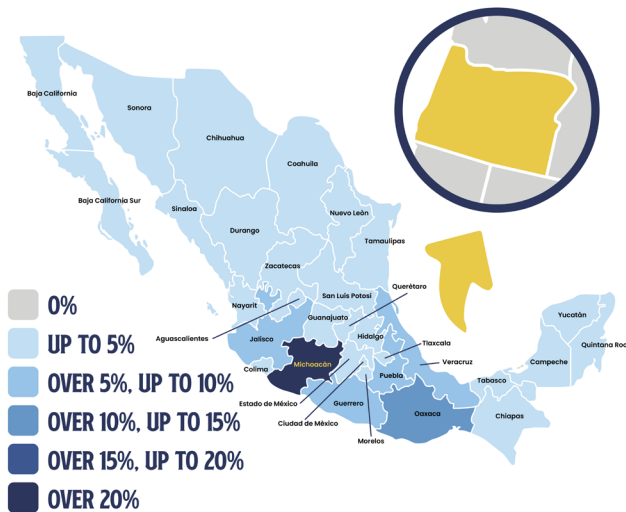 Baja California
Sonora
Chihuahua
Coahuila
Baja California Sur
Sinaloa
Nuevo Leòn
Durango
Tamaulipas
Zacatecas
San Luis Potosí
Querètaro
Nayarit
Guanajuato
Aguascalientes
Jalisco
Hidalgo
Tlaxcala
Yucatán
Quintana Roo
Michoacán
Veracruz
Campeche
Colima
Puebla
Tabasco
Estado de México
Guerrero
Oaxaca
Chiapas
Ciudad de México
Morelos
0%
UP TO 5%
OVER 5%, UP TO 10%
OVER 10%, UP TO 15%
OVER 15%, UP TO 20%
OVER 20%